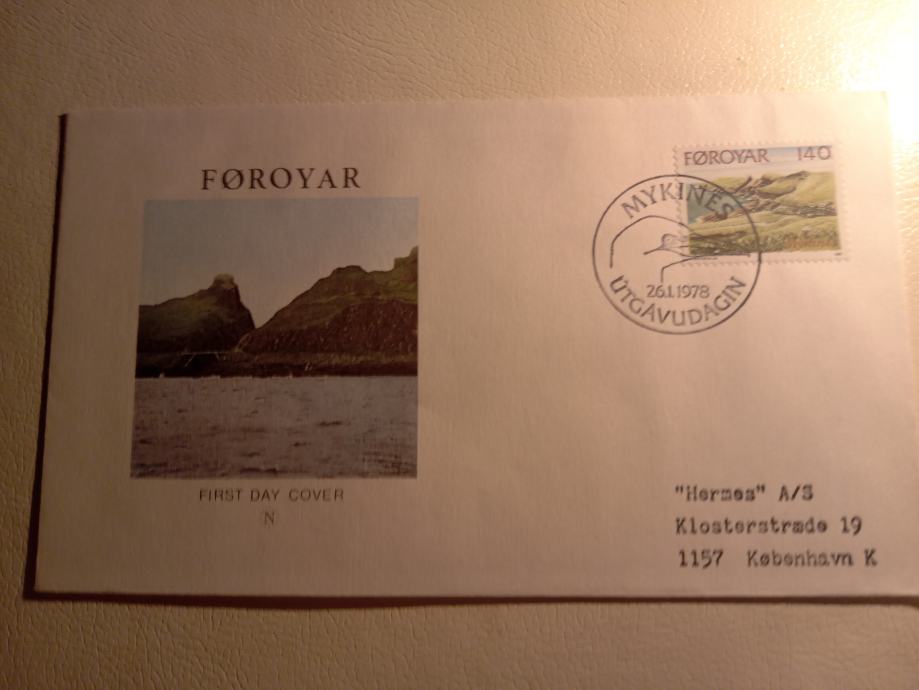 FØROYAR
FIRST DAY COVER
N
FØROYAR 140
MYKINES
26.1.1978
ÚTGÁVUDAGIN
"Hermes" A/S
Klosterstræde 19
1157 København K